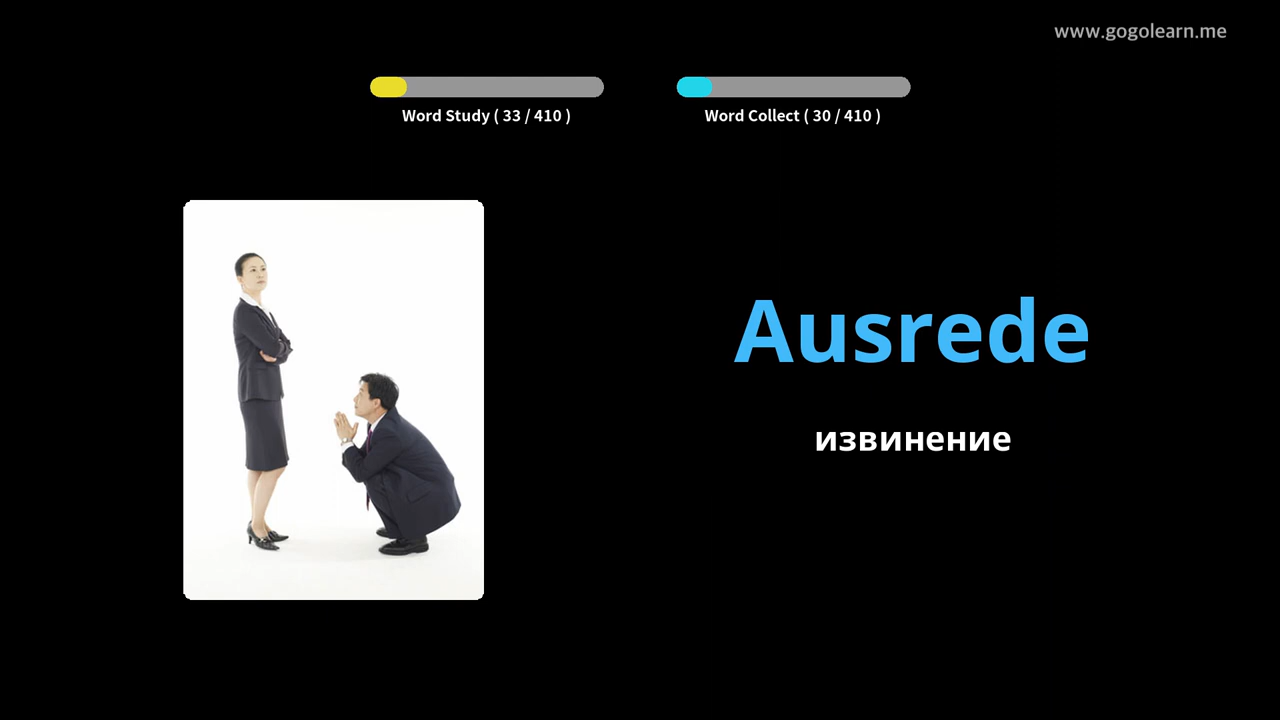 www.gogolearn.me
Word Study ( 33 / 410 )
Word Collect ( 30 / 410 )
Ausrede
извинение